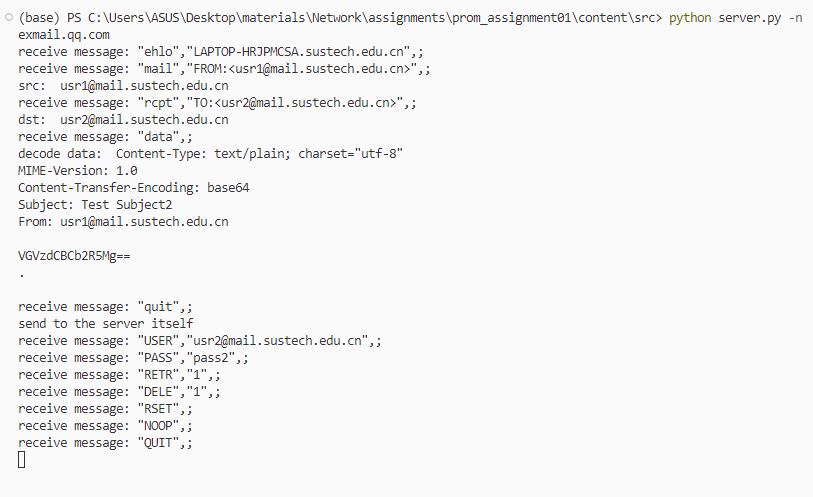 (base) PS C:\Users\ASUS\Desktop\materials\Network\assignments\prom_assignment01\content\src> python server.py -n
exmail.qq.com
receive message: "ehlo","LAPTOP-HRJPMCSA.sustech.edu.cn",;
receive message: "mail","FROM:<usr1@mail.sustech.edu.cn>",;
src:  usr1@mail.sustech.edu.cn
receive message: "rcpt","TO:<usr2@mail.sustech.edu.cn>",;
dst:  usr2@mail.sustech.edu.cn
receive message: "data",;
decode data:  Content-Type: text/plain; charset="utf-8"
MIME-Version: 1.0
Content-Transfer-Encoding: base64
Subject: Test Subject2
From: usr1@mail.sustech.edu.cn
VGVzdCBCb2R5Mg==
.
receive message: "quit",;
send to the server itself
receive message: "USER","usr2@mail.sustech.edu.cn",;
receive message: "PASS","pass2",;
receive message: "RETR","1",;
receive message: "DELE","1",;
receive message: "RSET",;
receive message: "NOOP",;
receive message: "QUIT",;